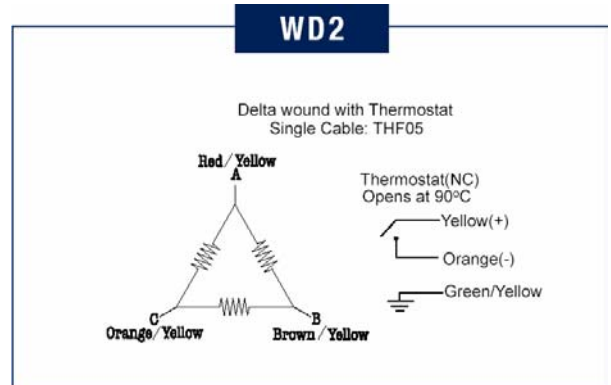 WD2
Delta wound with Thermostat
Single Cable: THF05
Red/Yellow
A
Thermostat(NC)
Opens at 90°C
Yellow(+)
Orange(-)
Green/Yellow
C
Orange/Yellow
B
Brown/Yellow